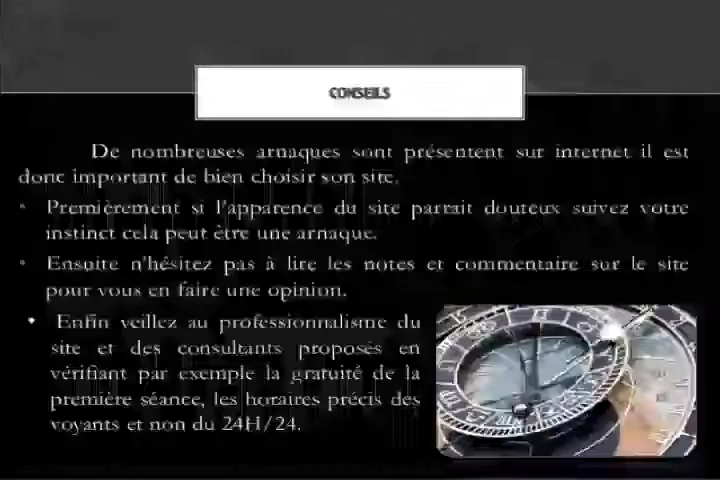 CONSEILS
De nombreuses arnaques sont présentent sur internet il est
donc important de bien choisir son site.
• Premièrement si l'apparence du site parrait douteux suivez votre
instinct cela peut être une arnaque.
• Ensuite n'hésitez pas à lire les notes et commentaire sur le site
pour vous en faire une opinion.
• Enfin veillez au professionnalisme du
site et des consultants proposés en
vérifiant par exemple la gratuité de la
première séance, les horaires précis des
voyants et non du 24H/24.